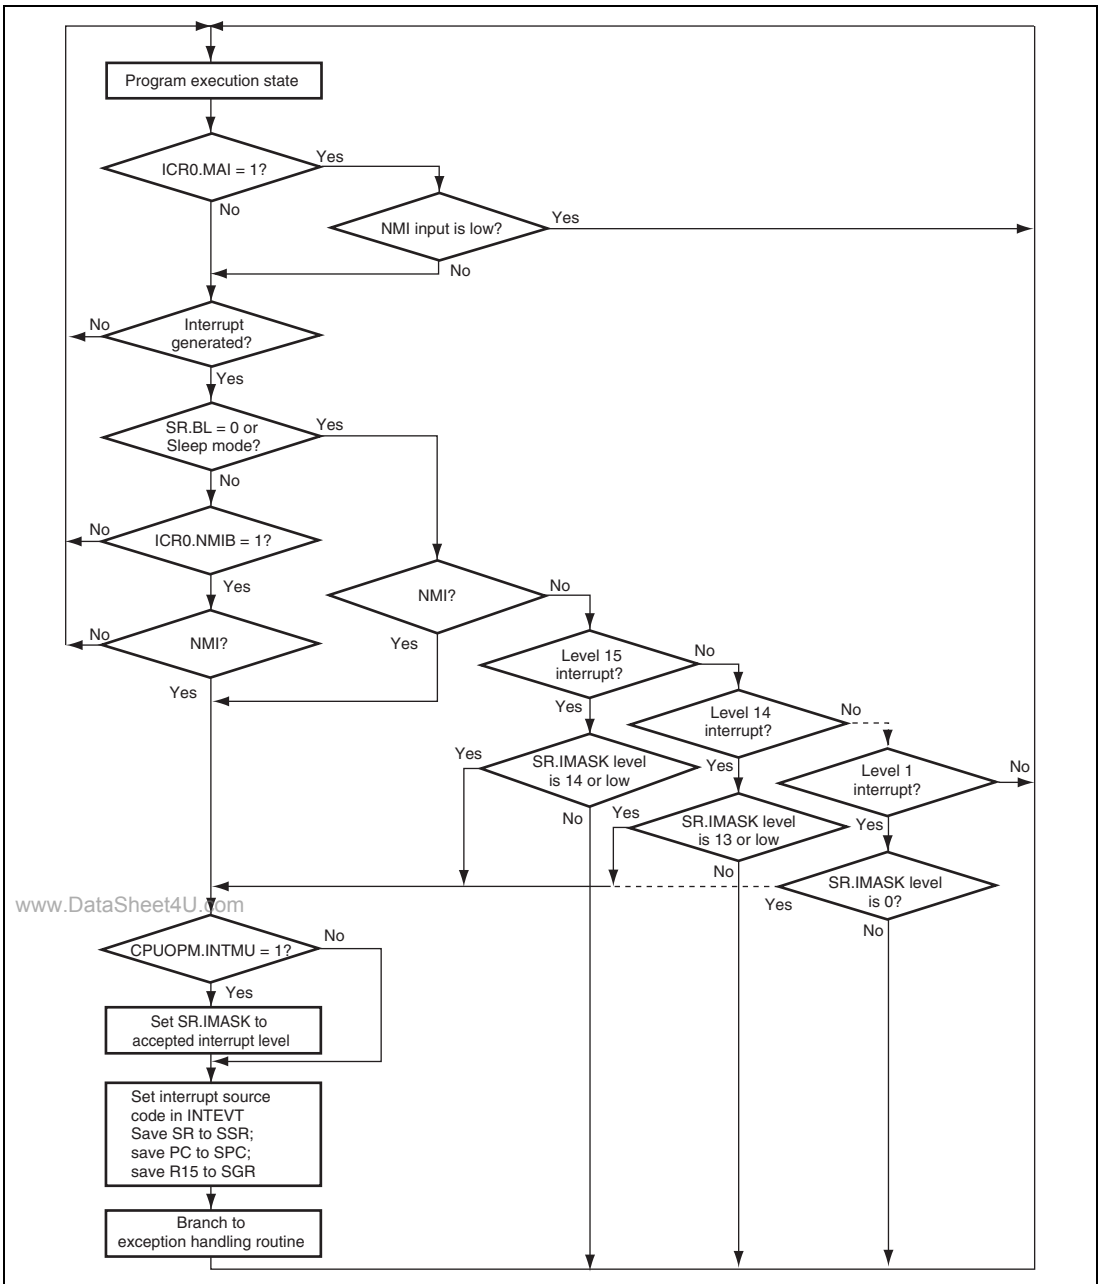 Program execution state
ICR0.MAI = 1?
Yes
No
NMI input is low?
Yes
No
Interrupt
generated?
No
Yes
SR.BL = 0 or
Sleep mode?
Yes
No
ICR0.NMIB = 1?
No
Yes
NMI?
No
Yes
NMI?
No
Yes
Level 15
interrupt?
No
Yes
Level 14
interrupt?
No
Yes
Level 1
interrupt?
No
Yes
SR.IMASK level
is 14 or low
Yes
No
SR.IMASK level
is 13 or low
Yes
No
SR.IMASK level
is 0?
Yes
No
www.DataSheet4U.com
CPUOPM.INTMU = 1?
No
Yes
Set SR.IMASK to
accepted interrupt level
Set interrupt source
code in INTEVT
Save SR to SSR;
save PC to SPC;
save R15 to SGR
Branch to
exception handling routine